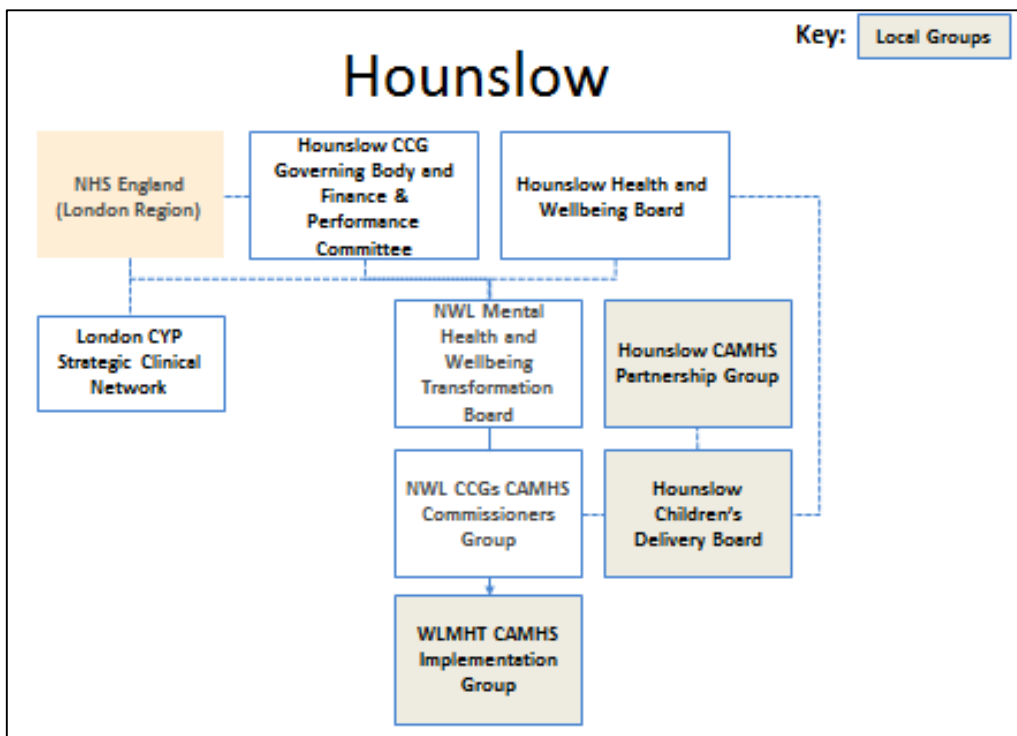 Key:
Local Groups
Hounslow
NHS England
(London Region)
Hounslow CCG
Governing Body and
Finance &
Performance
Committee
Hounslow Health and
Wellbeing Board
London CYP
Strategic Clinical
Network
NWL Mental
Health and
Wellbeing
Transformation
Board
Hounslow CAMHS
Partnership Group
NWL CCGs CAMHS
Commissioners
Group
Hounslow
Children's
Delivery Board
WLMHT CAMHS
Implementation
Group